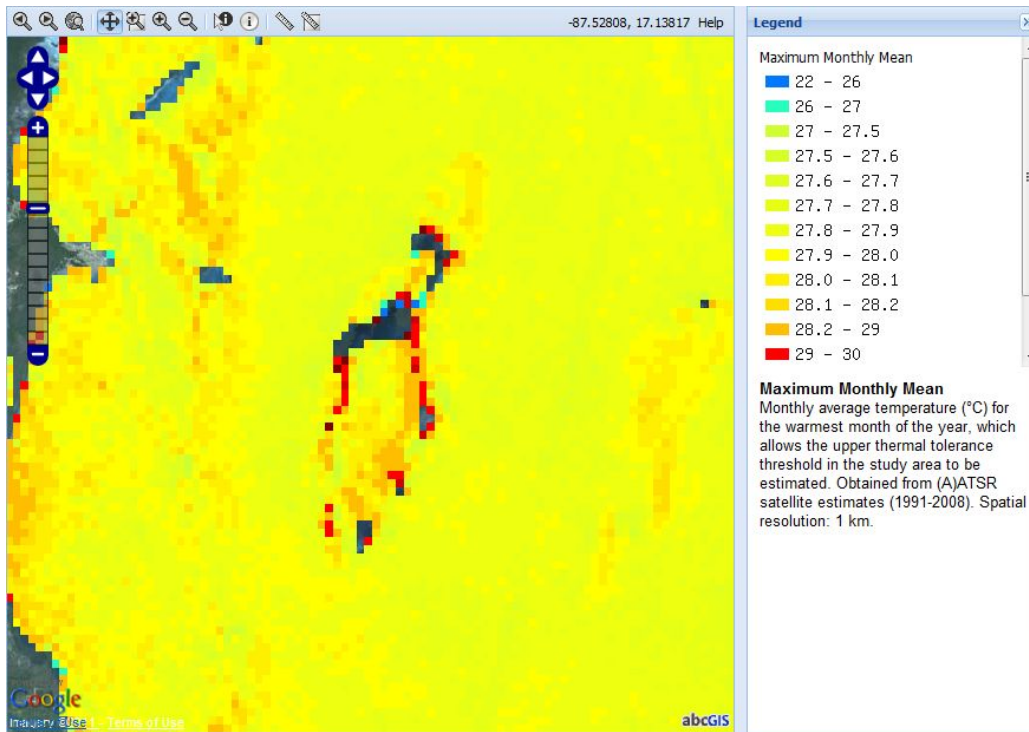 -87.52808, 17.13817 Help
Legend
Maximum Monthly Mean
22 - 26
26 - 27
27 - 27.5
27.5 - 27.6
27.6 - 27.7
27.7 - 27.8
27.8 - 27.9
27.9 - 28.0
28.0 - 28.1
28.1 - 28.2
28.2 - 29
29 - 30
Maximum Monthly Mean
Monthly average temperature (°C) for
the warmest month of the year, which
allows the upper thermal tolerance
threshold in the study area to be
estimated. Obtained from (A)ATSR
satellite estimates (1991-2008). Spatial
resolution: 1 km.
Google
Imagery
Use - Terms of Use
abcGIS